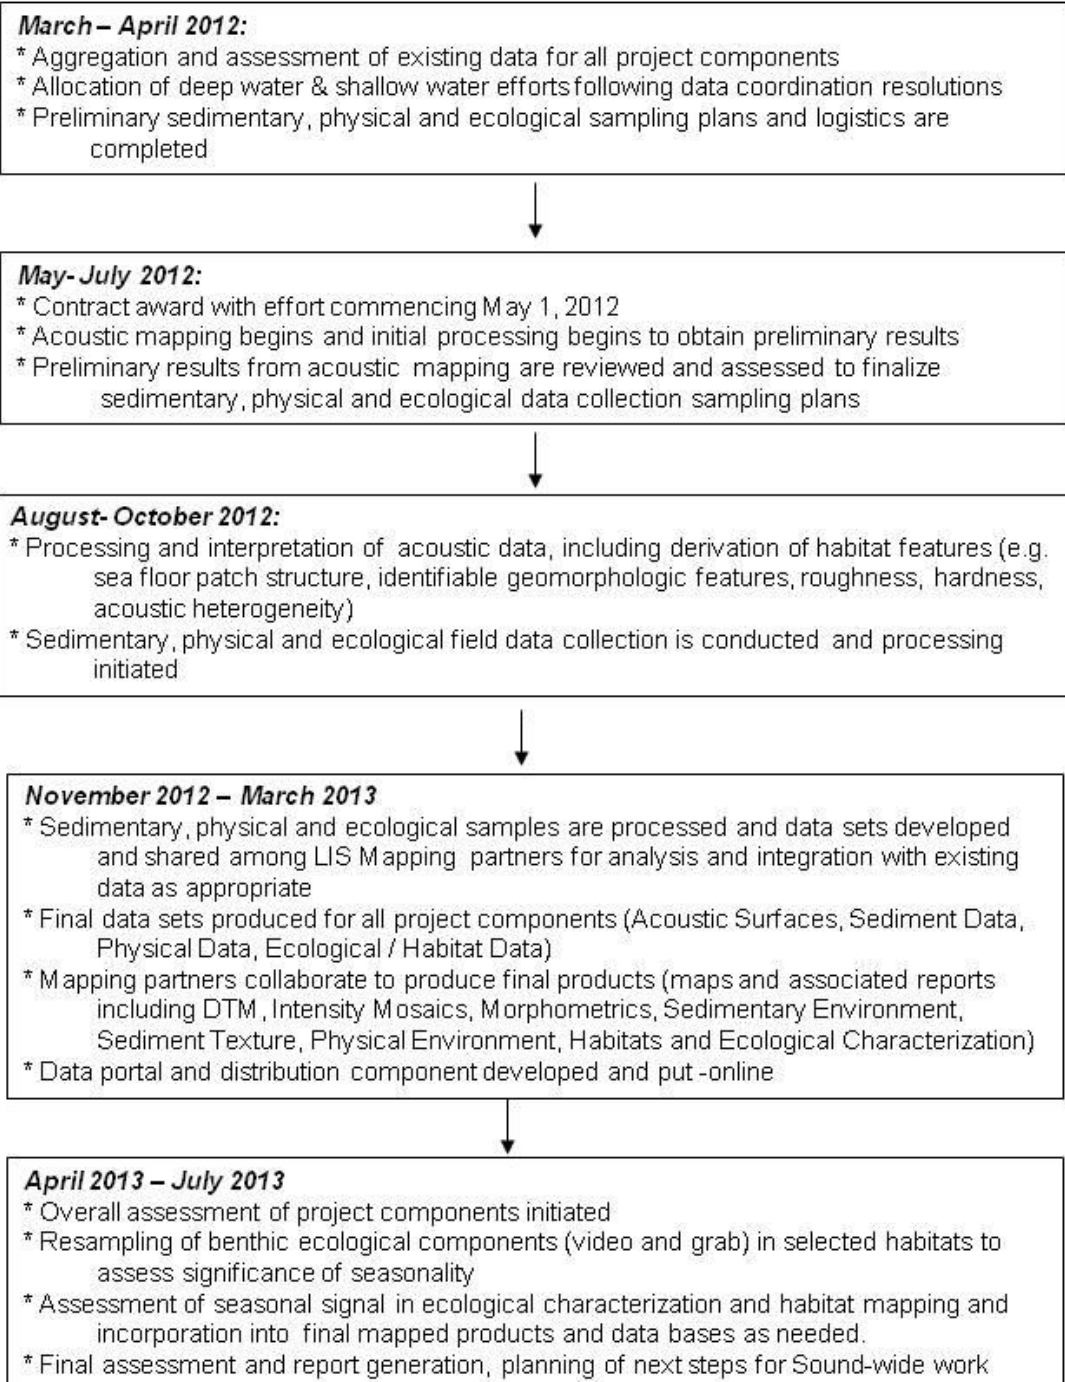 March – April 2012:
* Aggregation and assessment of existing data for all project components
* Allocation of deep water & shallow water efforts following data coordination resolutions
* Preliminary sedimentary, physical and ecological sampling plans and logistics are
completed
May- July 2012:
* Contract award with effort commencing May 1, 2012
* Acoustic mapping begins and initial processing begins to obtain preliminary results
* Preliminary results from acoustic mapping are reviewed and assessed to finalize
sedimentary, physical and ecological data collection sampling plans
August- October 2012:
* Processing and interpretation of acoustic data, including derivation of habitat features (e.g.
sea floor patch structure, identifiable geomorphologic features, roughness, hardness,
acoustic heterogeneity)
* Sedimentary, physical and ecological field data collection is conducted and processing
initiated
November 2012 – March 2013
* Sedimentary, physical and ecological samples are processed and data sets developed
and shared among LIS Mapping partners for analysis and integration with existing
data as appropriate
* Final data sets produced for all project components (Acoustic Surfaces, Sediment Data,
Physical Data, Ecological / Habitat Data)
* Mapping partners collaborate to produce final products (maps and associated reports
including DTM, Intensity Mosaics, Morphometrics, Sedimentary Environment,
Sediment Texture, Physical Environment, Habitats and Ecological Characterization)
* Data portal and distribution component developed and put -online
April 2013 – July 2013
* Overall assessment of project components initiated
* Resampling of benthic ecological components (video and grab) in selected habitats to
assess significance of seasonality
* Assessment of seasonal signal in ecological characterization and habitat mapping and
incorporation into final mapped products and data bases as needed.
* Final assessment and report generation, planning of next steps for Sound-wide work